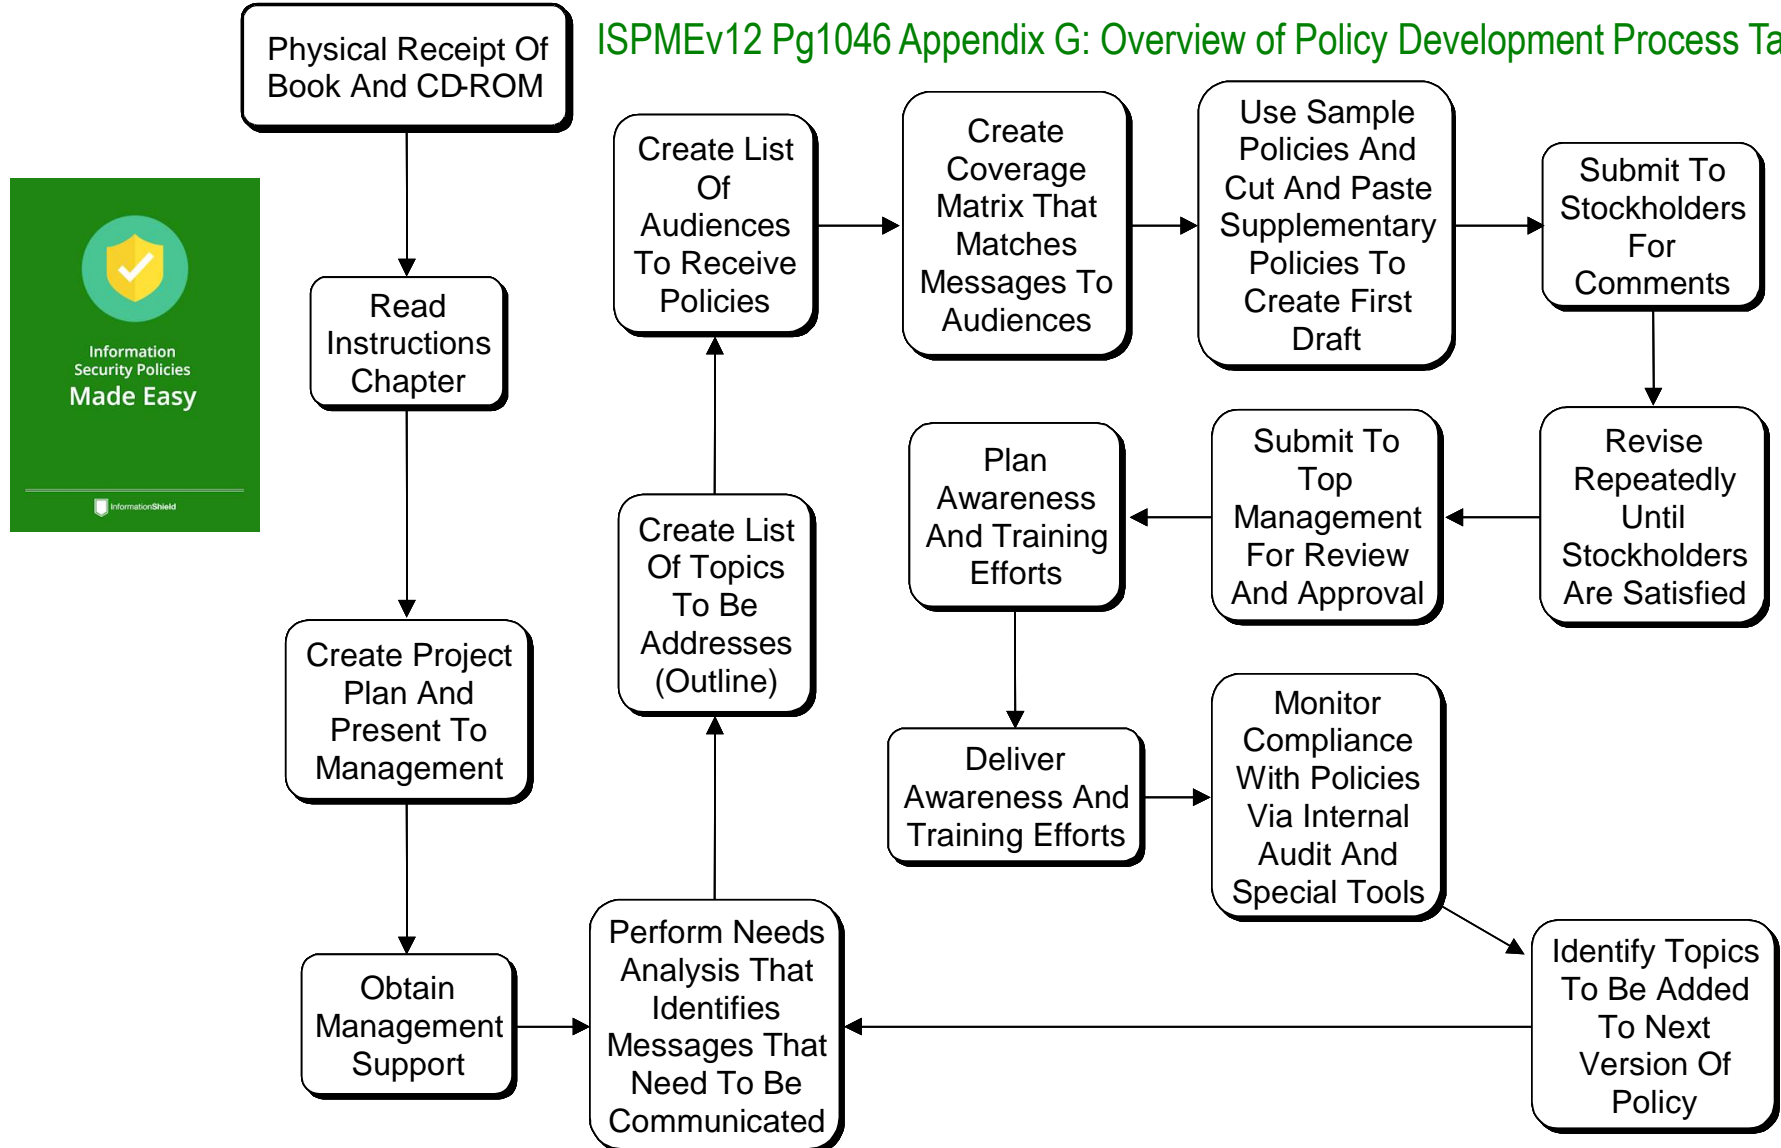 ISPMEv12 Pg1046 Appendix G: Overview of Policy Development Process Ta
Physical Receipt Of
Book And CD-ROM
Information
Security Policies
Made Easy
InformationShield
Read
Instructions
Chapter
Create Project
Plan And
Present To
Management
Obtain
Management
Support
Perform Needs
Analysis That
Identifies
Messages That
Need To Be
Communicated
Create List
Of Topics
To Be
Addresses
(Outline)
Create List
Of
Audiences
To Receive
Policies
Create
Coverage
Matrix That
Matches
Messages To
Audiences
Use Sample
Policies And
Cut And Paste
Supplementary
Policies To
Create First
Draft
Submit To
Stockholders
For
Comments
Revise
Repeatedly
Until
Stockholders
Are Satisfied
Submit To
Top
Management
For Review
And Approval
Plan
Awareness
And Training
Efforts
Deliver
Awareness And
Training Efforts
Monitor
Compliance
With Policies
Via Internal
Audit And
Special Tools
Identify Topics
To Be Added
To Next
Version Of
Policy